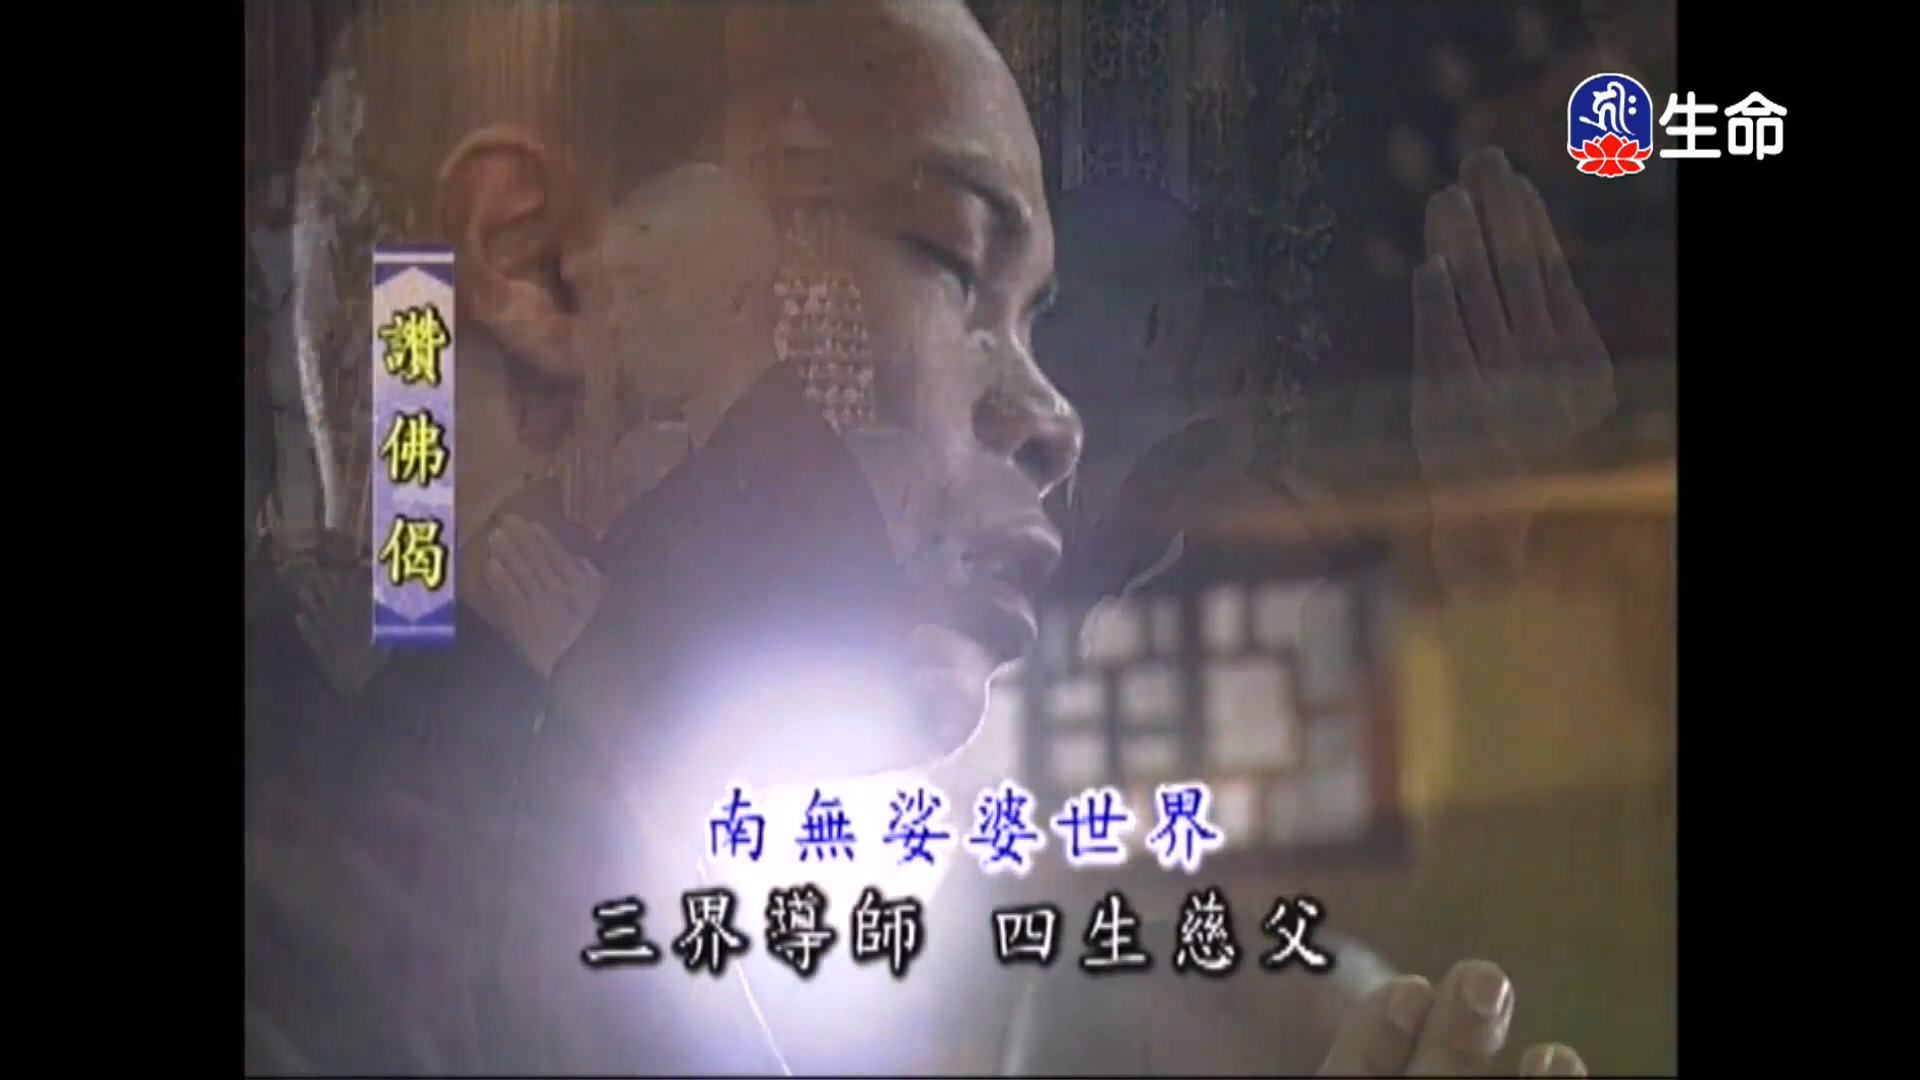 生命
讚佛偈
南無娑婆世界
三界導師 四生慈父